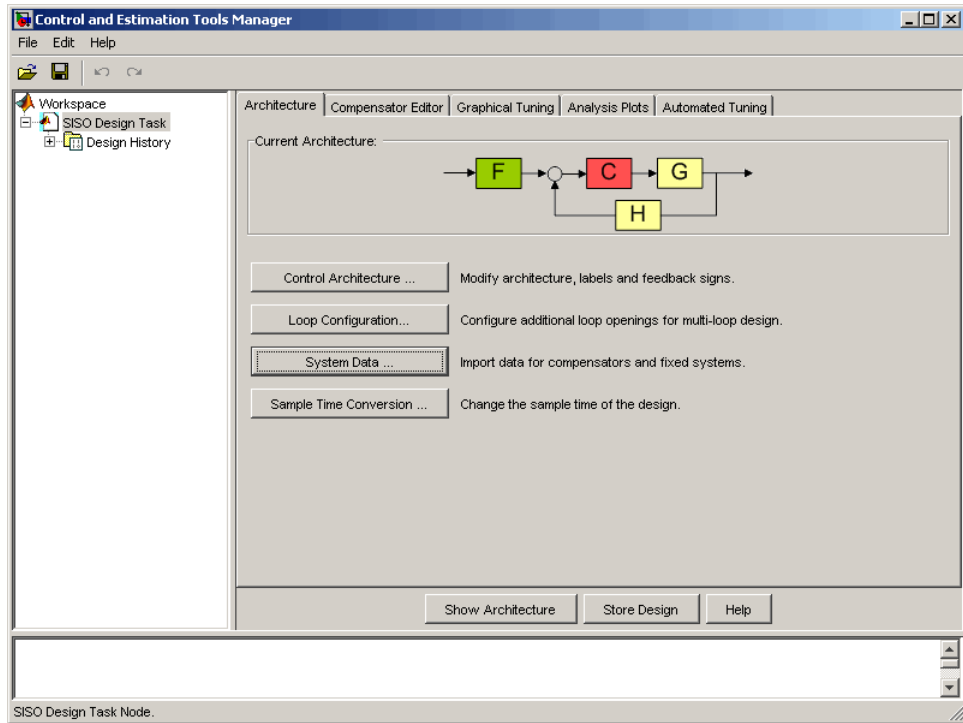 Control and Estimation Tools Manager
File Edit Help
Workspace
SISO Design Task
Design History
Architecture Compensator Editor Graphical Tuning Analysis Plots Automated Tuning
Current Architecture:
F C G
H
Control Architecture ... Modify architecture, labels and feedback signs.
Loop Configuration... Configure additional loop openings for multi-loop design.
System Data ... Import data for compensators and fixed systems.
Sample Time Conversion ... Change the sample time of the design.
Show Architecture Store Design Help
SISO Design Task Node.